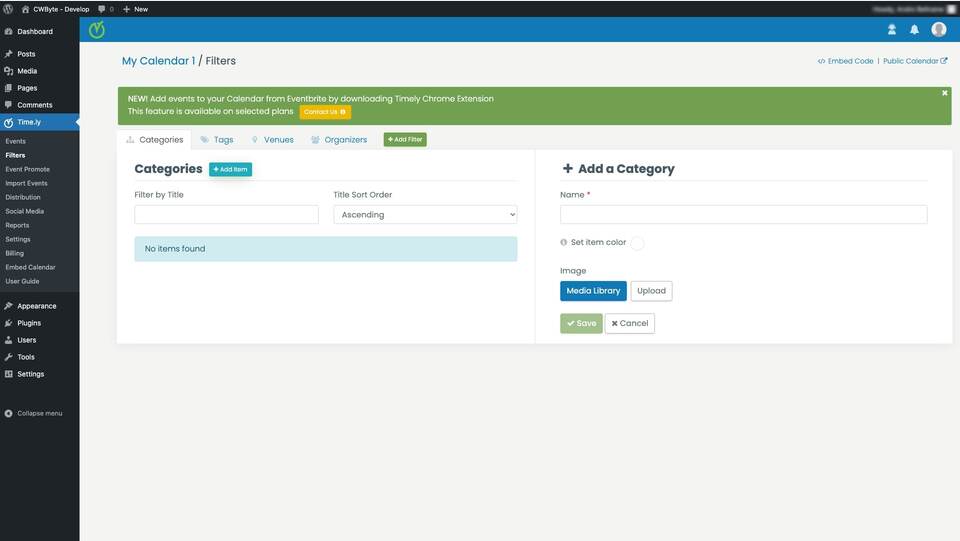 CWByte - Develop 0 New
Dashboard
Posts
Media
Pages
Comments
Time.ly
Events
Filters
Event Promote
Import Events
Distribution
Social Media
Reports
Settings
Billing
Embed Calendar
User Guide
Appearance
Plugins
Users
Tools
Settings
Collapse menu
My Calendar 1 / Filters
</> Embed Code | Public Calendar
NEW! Add events to your Calendar from Eventbrite by downloading Timely Chrome Extension
This feature is available on selected plans Contact Us
Categories Tags Venues Organizers + Add Filter
Categories + Add Item
Filter by Title Title Sort Order
Ascending
No items found
+ Add a Category
Name *
Set item color
Image
Media Library Upload
Save Cancel